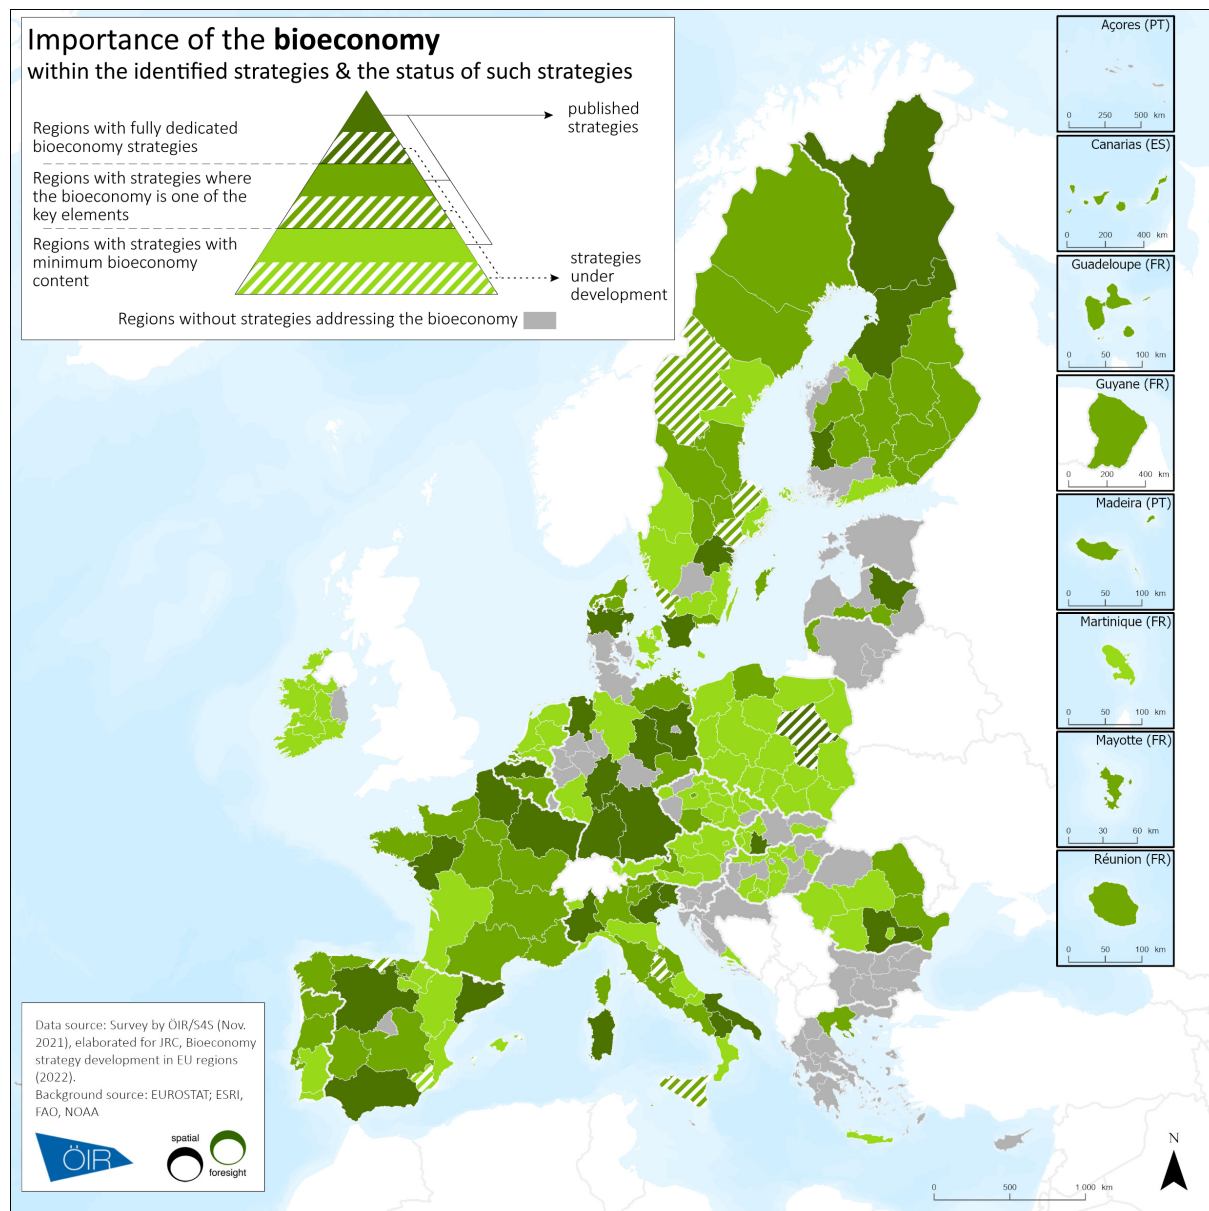 Importance of the bioeconomy
within the identified strategies & the status of such strategies
Regions with fully dedicated
bioeconomy strategies
Regions with strategies where
the bioeconomy is one of the
key elements
Regions with strategies with
minimum bioeconomy
content
published
strategies
strategies
under
development
Regions without strategies addressing the bioeconomy
Açores (PT)
0 250 500 km
Canarias (ES)
0 200 400 km
Guadeloupe (FR)
0 50 100 km
Guyane (FR)
0 200 400 km
Madeira (PT)
0 50 100 km
Martinique (FR)
0 50 100 km
Mayotte (FR)
0 30 60 km
Réunion (FR)
0 50 100 km
Data source: Survey by ÖIR/S4S (Nov.
2021), elaborated for JRC, Bioeconomy
strategy development in EU regions
(2022).
Background source: EUROSTAT; ESRI,
FAO, NOAA
ÖIR
spatial
foresight
N
0 500 1 000 km